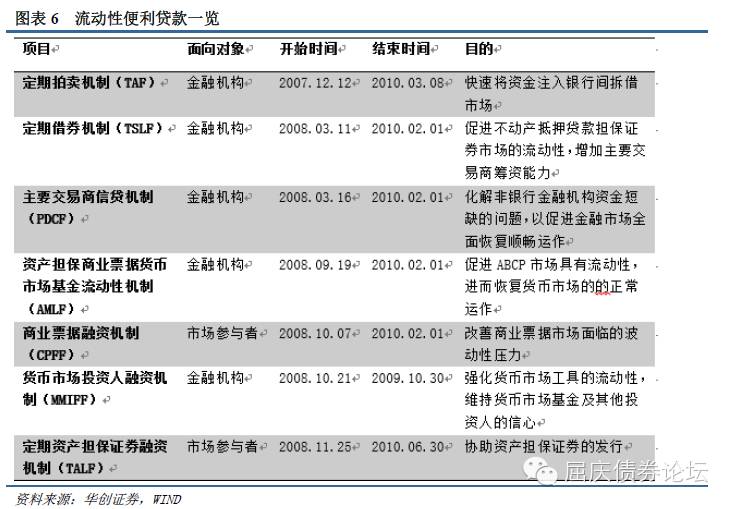 图表 6 流动性便利贷款一览
项目 面向对象 开始时间 结束时间 目的
定期拍卖机制（TAF） 金融机构 2007.12.12 2010.03.08 快速将资金注入银行间拆借
市场
定期借券机制（TSLF） 金融机构 2008.03.11 2010.02.01 促进不动产抵押贷款担保证
券市场的流动性，增加主要交
易商筹资能力
主要交易商信贷机制 金融机构 2008.03.16 2010.02.01 化解非银行金融机构资金短
（PDCF） 缺的问题，以促进金融市场全
面恢复顺畅运作
资产担保商业票据货币 金融机构 2008.09.19 2010.02.01 促进 ABCP 市场具有流动性，
市场基金流动性机制 进而恢复货币市场的的正常
（AMLF） 运作
商业票据融资机制 市场参与者 2008.10.07 2010.02.01 改善商业票据市场面临的波
（CPFF） 动性压力
货币市场投资人融资机 金融机构 2008.10.21 2009.10.30 强化货币市场工具的流动性，
制（MMIFF） 维持货币市场基金及其他投
资人的信心
定期资产担保证券融资 市场参与者 2008.11.25 2010.06.30 协助资产担保证劵的发行
机制（TALF）
屈庆债券论坛
资料来源：华创证券，WIND